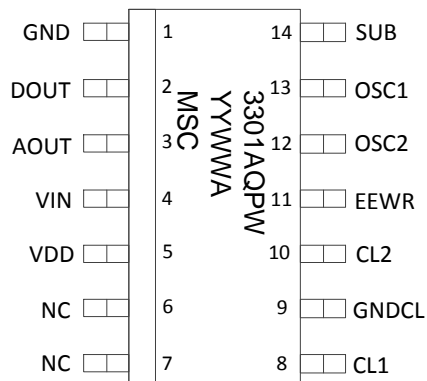 GND 1 14 SUB
DOUT 2 13 OSC1
AOUT 3 12 OSC2
VIN 4 11 EEWR
VDD 5 10 CL2
NC 6 9 GNDCL
NC 7 8 CL1
3301AQPW
YYWWA
MSC